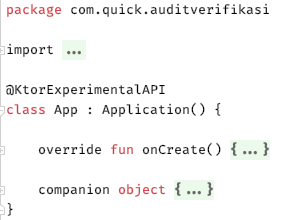 package com.quick.auditverifikasi
import ...
@KtorExperimentalAPI
class App : Application() {
override fun onCreate() {...}
companion object {...}
}